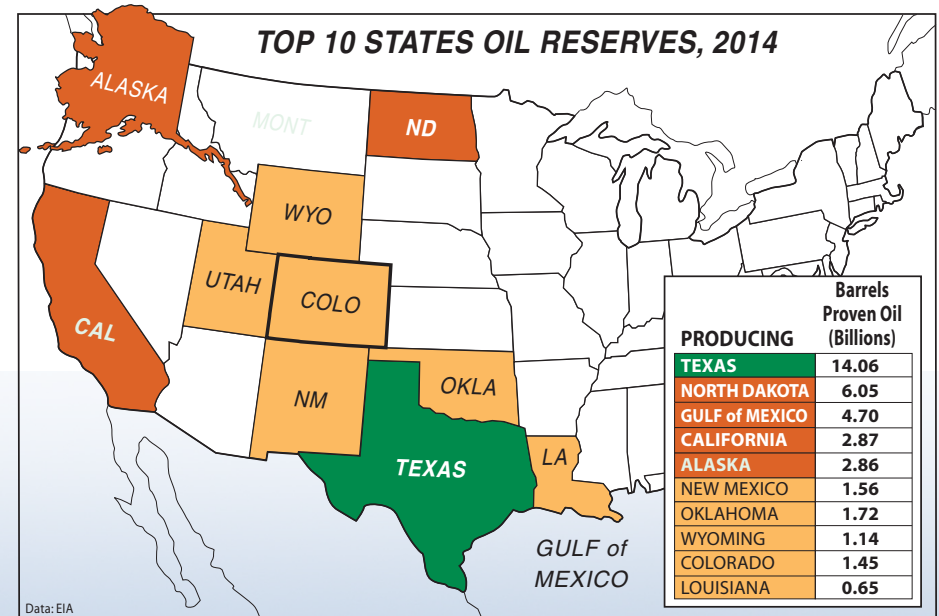 TOP 10 STATES OIL RESERVES, 2014
ALASKA
MONT
ND
WYO
UTAH
COLO
CAL
NM
OKLA
TEXAS
LA
GULF of
MEXICO
Barrels
Proven Oil
PRODUCING (Billions)
TEXAS 14.06
NORTH DAKOTA 6.05
GULF of MEXICO 4.70
CALIFORNIA 2.87
ALASKA 2.86
NEW MEXICO 1.56
OKLAHOMA 1.72
WYOMING 1.14
COLORADO 1.45
LOUISIANA 0.65
Data: EIA